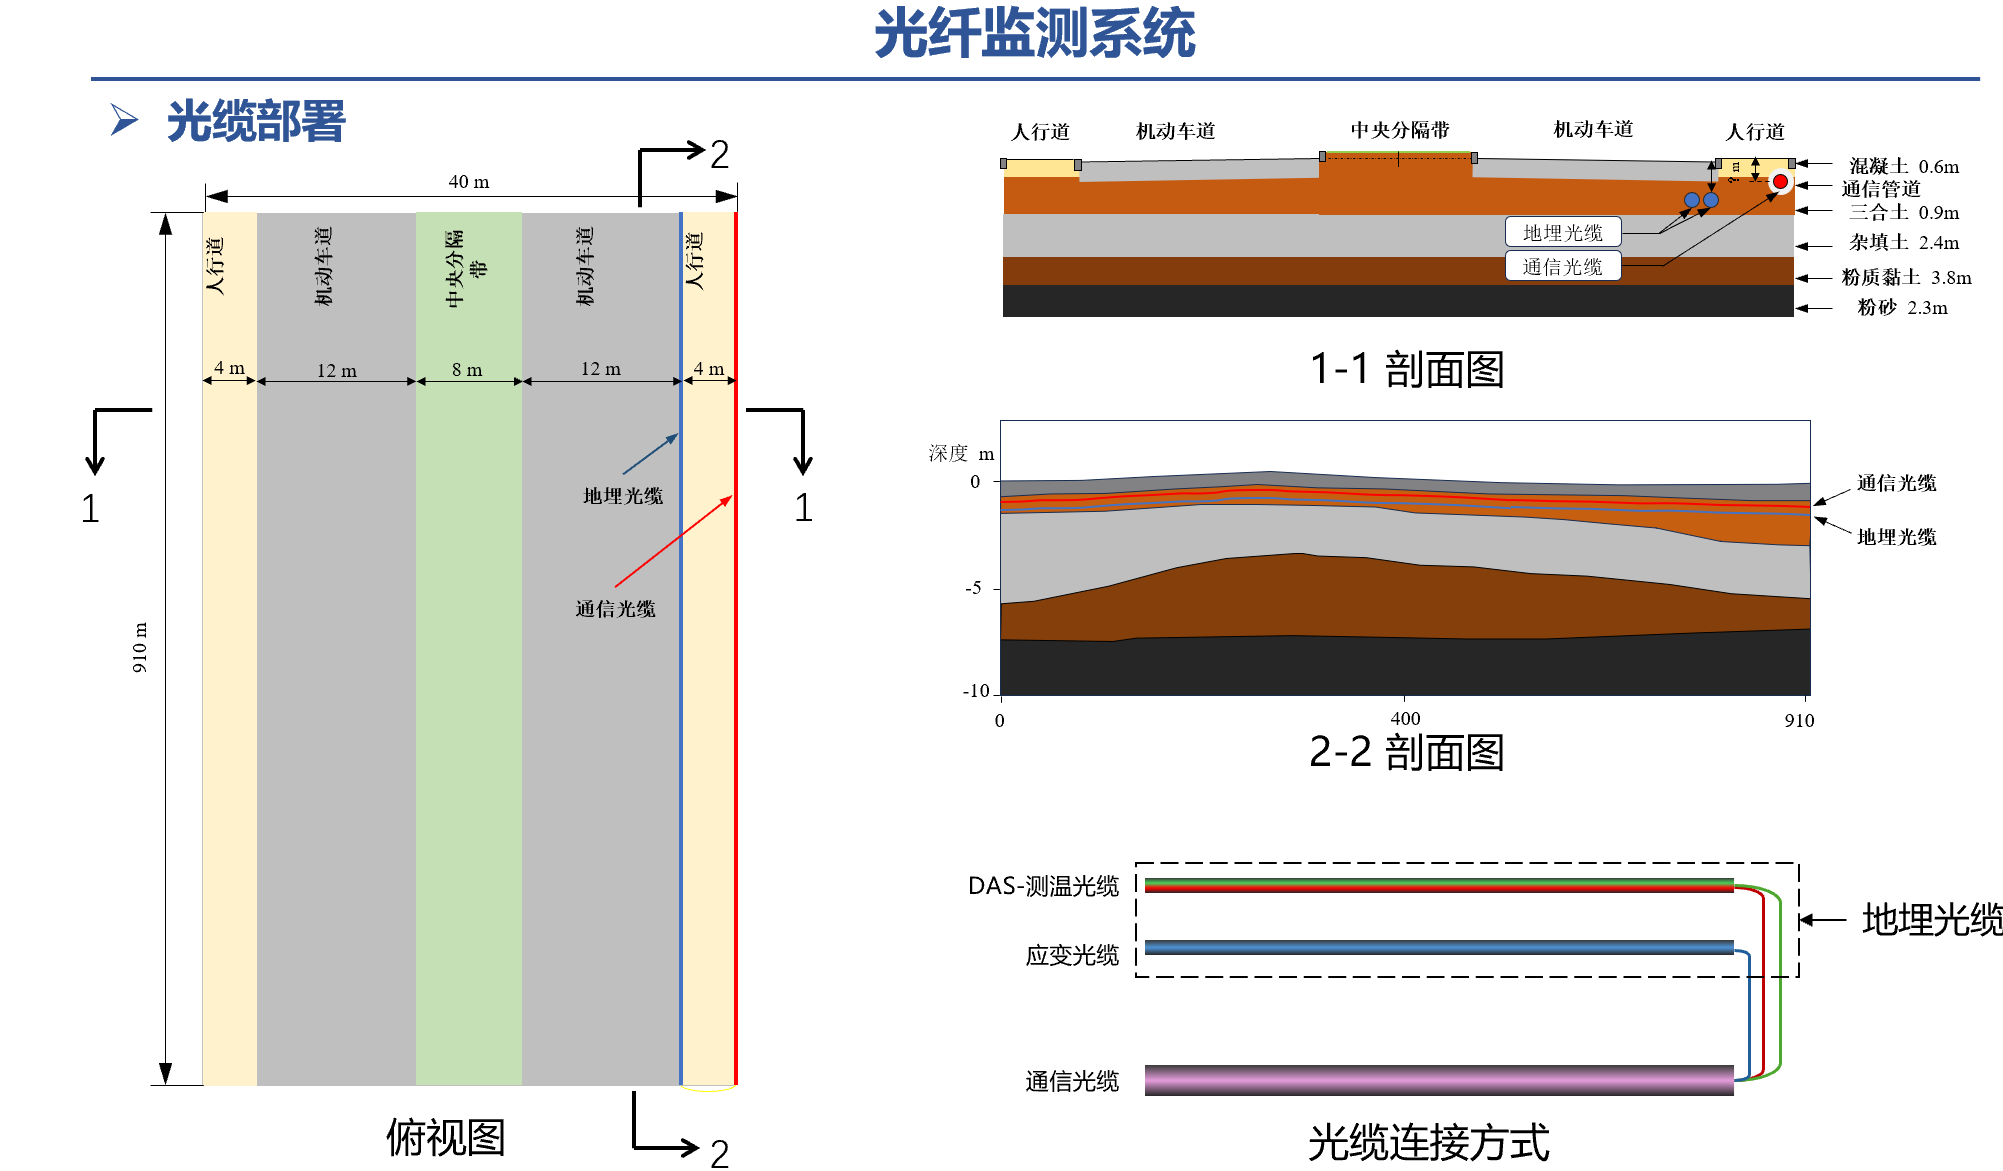 光纤监测系统
光缆部署
2
40 m
人行道
机动车道
中央分隔
带
机动车道
人行道
4 m
12 m
8 m
12 m
4 m
1
1
地埋光缆
通信光缆
910 m
2
俯视图
人行道
机动车道
中央分隔带
机动车道
人行道
? m
混凝土 0.6m
通信管道
三合土 0.9m
杂填土 2.4m
粉质黏土 3.8m
粉砂 2.3m
地埋光缆
通信光缆
1-1 剖面图
深度 m
0
-5
-10
0
400
910
通信光缆
地埋光缆
2-2 剖面图
DAS-测温光缆
应变光缆
地埋光缆
通信光缆
光缆连接方式